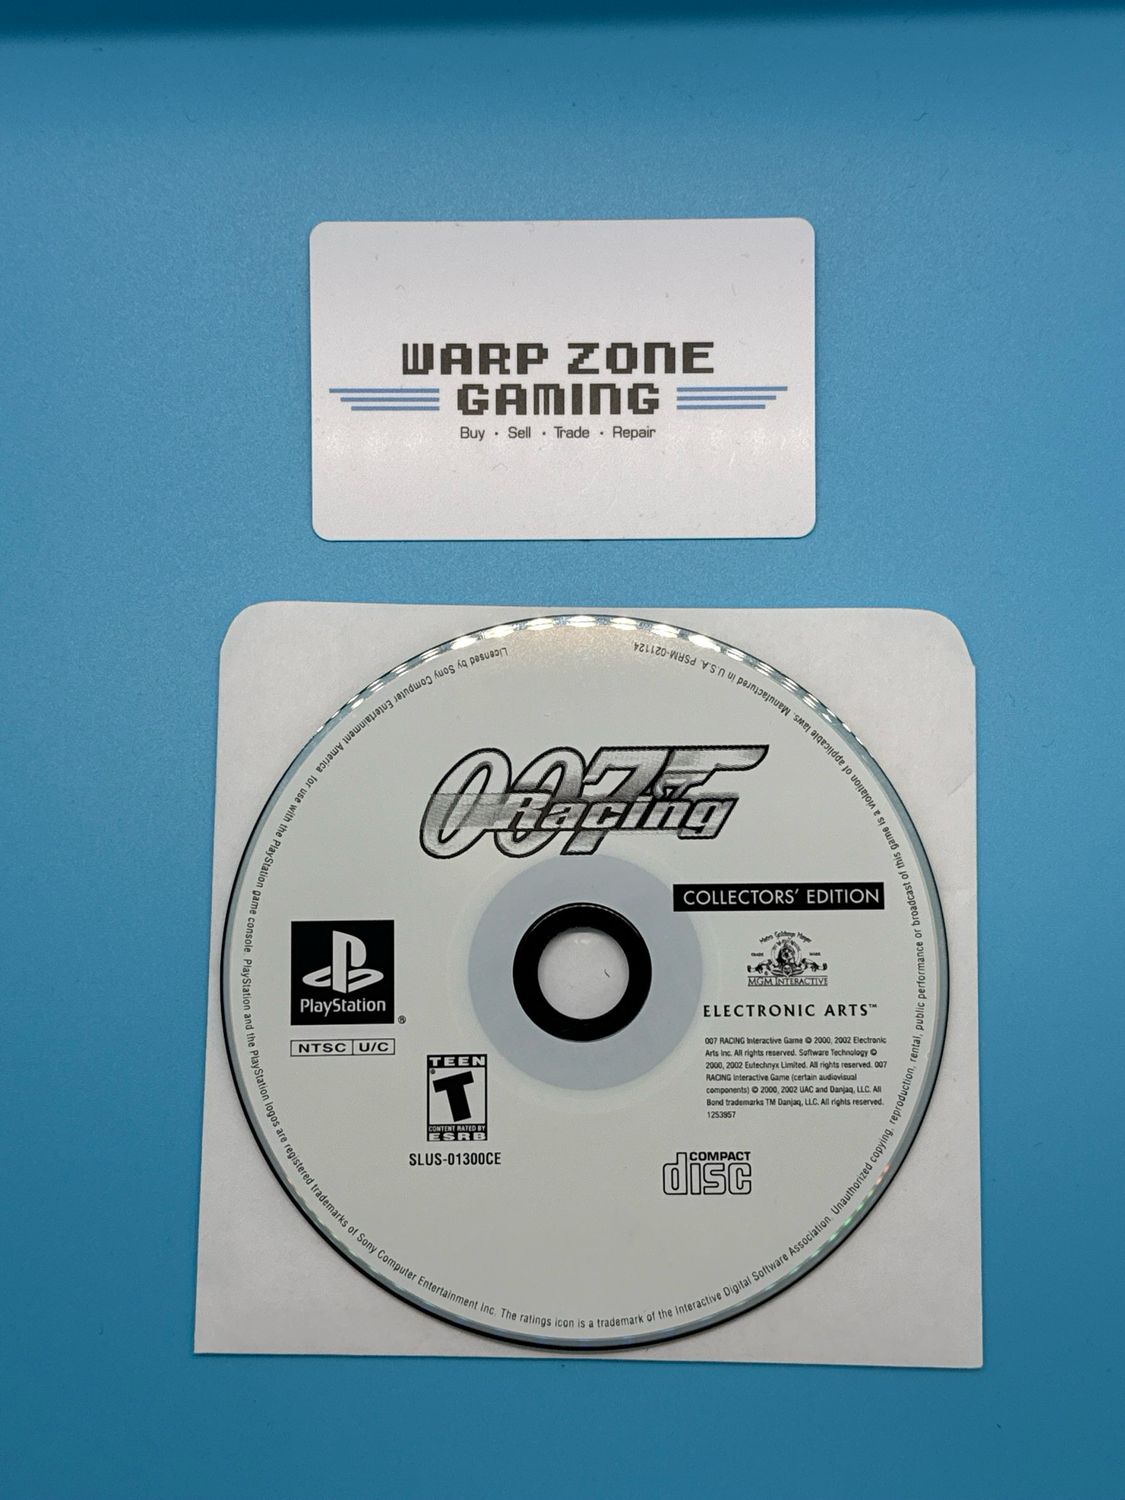 WARP ZONE
GAMING
Buy • Sell • Trade • Repair
Licensed by Sony Computer Entertainment America for use with the PlayStation game console. PlayStation and the PlayStation logos are registered trademarks of Sony Computer Entertainment Inc. The ratings icon is a trademark of the Interactive Digital Software Association. Unauthorized copying, reproduction, rental, public performance or broadcast of this game is a violation of applicable laws. Manufactured in U.S.A. PSRM-021124.
007
Racing
COLLECTORS' EDITION
PlayStation
®
NTSC U/C
Metro Goldwyn Mayer
TRADE MARK
MGM INTERACTIVE
ELECTRONIC ARTS™
007 RACING Interactive Game © 2000, 2002 Electronic
Arts Inc. All rights reserved. Software Technology ©
2000, 2002 Eutechnyx Limited. All rights reserved. 007
RACING Interactive Game (certain audiovisual
components) © 2000, 2002 UAC and Danjaq, LLC. All
Bond trademarks TM Danjaq, LLC. All rights reserved.
1253957
TEEN
T
CONTENT RATED BY
ESRB
SLUS-01300CE
COMPACT
disc